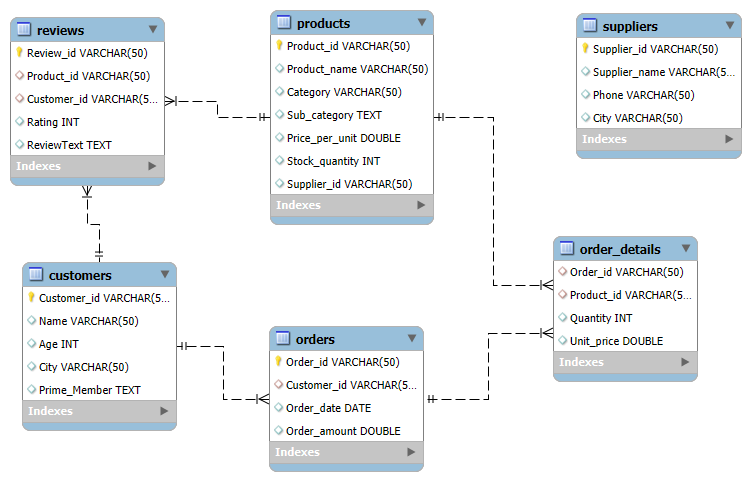 reviews
Review_id VARCHAR(50)
Product_id VARCHAR(50)
Customer_id VARCHAR(5...
Rating INT
ReviewText TEXT
Indexes
products
Product_id VARCHAR(50)
Product_name VARCHAR(50)
Category VARCHAR(50)
Sub_category TEXT
Price_per_unit DOUBLE
Stock_quantity INT
Supplier_id VARCHAR(50)
Indexes
suppliers
Supplier_id VARCHAR(50)
Supplier_name VARCHAR(5...
Phone VARCHAR(50)
City VARCHAR(50)
Indexes
customers
Customer_id VARCHAR(5...
Name VARCHAR(50)
Age INT
City VARCHAR(50)
Prime_Member TEXT
Indexes
orders
Order_id VARCHAR(50)
Customer_id VARCHAR(5...
Order_date DATE
Order_amount DOUBLE
Indexes
order_details
Order_id VARCHAR(50)
Product_id VARCHAR(5...
Quantity INT
Unit_price DOUBLE
Indexes